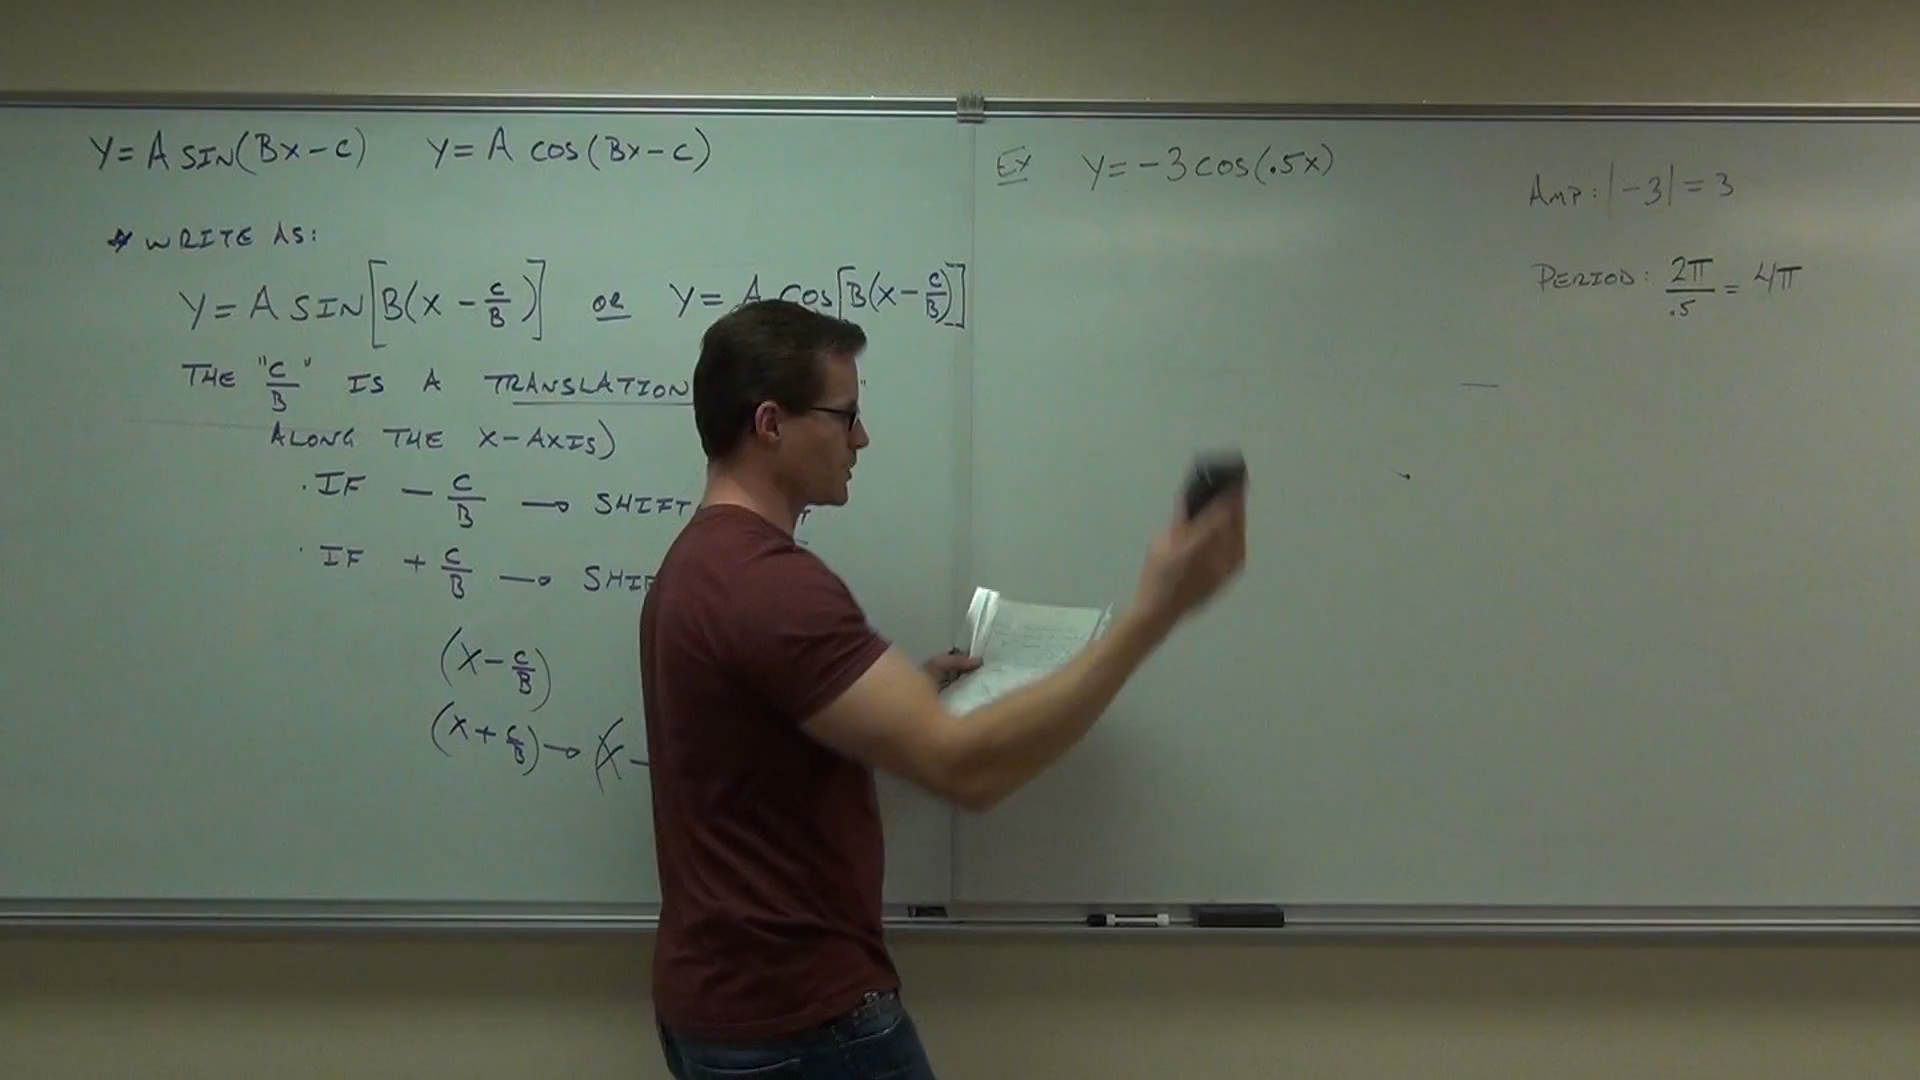 Y = A SIN(BX - C)    Y = A COS(BX - C)
* WRITE AS:
Y = A SIN[B(X - C/B)] OR Y = A COS[B(X - C/B)]
THE "C/B" IS A TRANSLATION
ALONG THE X-AXIS)
· IF - C/B → SHIFT
· IF + C/B →
(X - C/B)
(X + C/B) → (X -
EX Y = -3 COS(.5X)
AMP: |-3| = 3
PERIOD: 2π/.5 = 4π